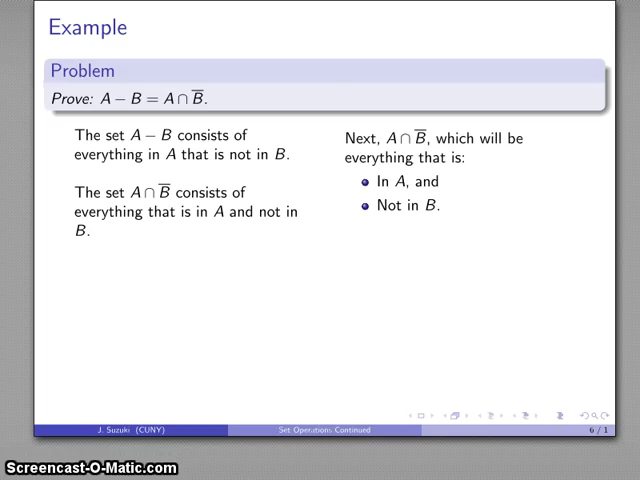 Example
Problem
Prove: A − B = A ∩ B̅.
The set A − B consists of
everything in A that is not in B.
The set A ∩ B̅ consists of
everything that is in A and not in
B.
Next, A ∩ B̅, which will be
everything that is:
In A, and
Not in B.
J. Suzuki (CUNY)
Set Operations Continued
6 / 1
Screencast-O-Matic.com